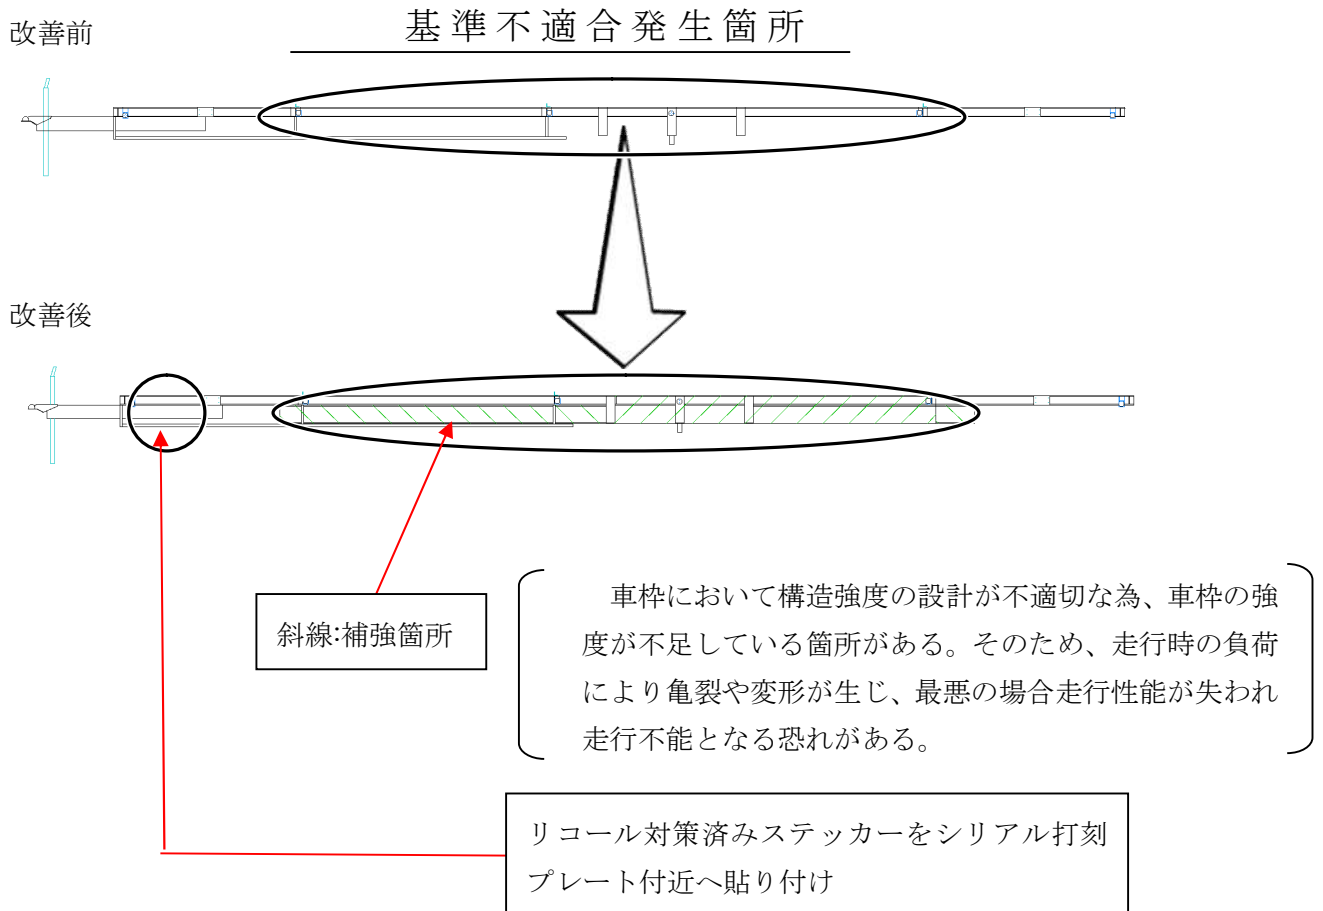 改善前
基準不適合発生箇所
改善後
斜線:補強箇所
車枠において構造強度の設計が不適切な為、車枠の強
度が不足している箇所がある。そのため、走行時の負荷
により亀裂や変形が生じ、最悪の場合走行性能が失われ
走行不能となる恐れがある。
リコール対策済みステッカーをシリアル打刻
プレート付近へ貼り付け